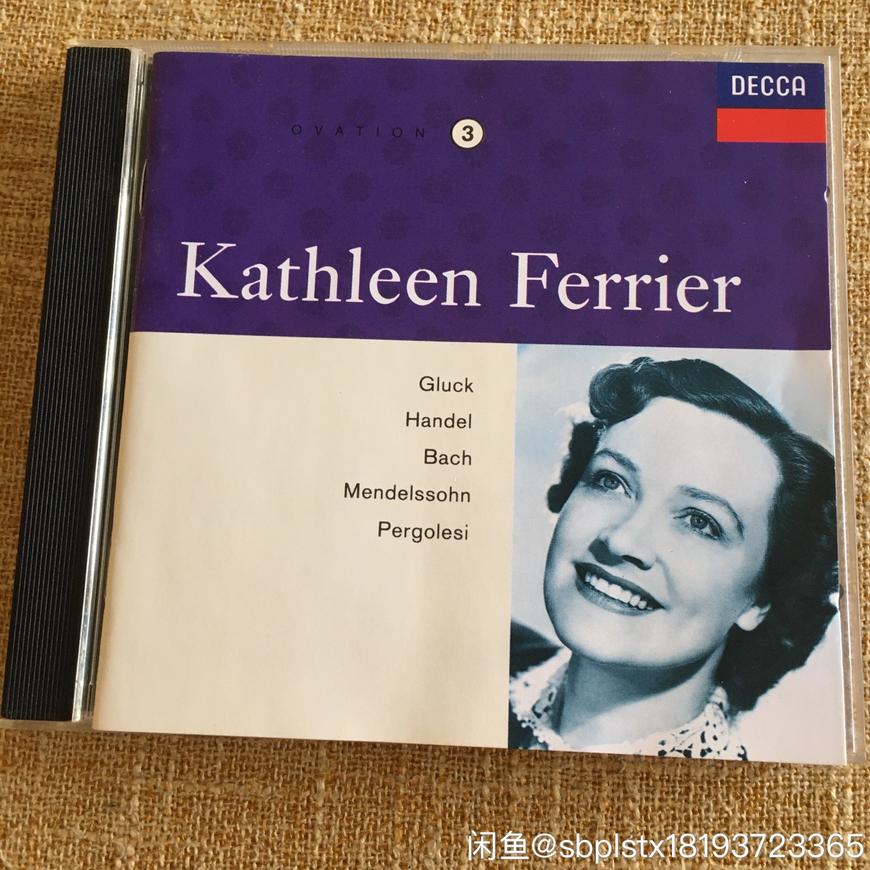 DECCA
OVATION 3
Kathleen Ferrier
Gluck
Handel
Bach
Mendelssohn
Pergolesi
闲鱼@sbplstx18193723365